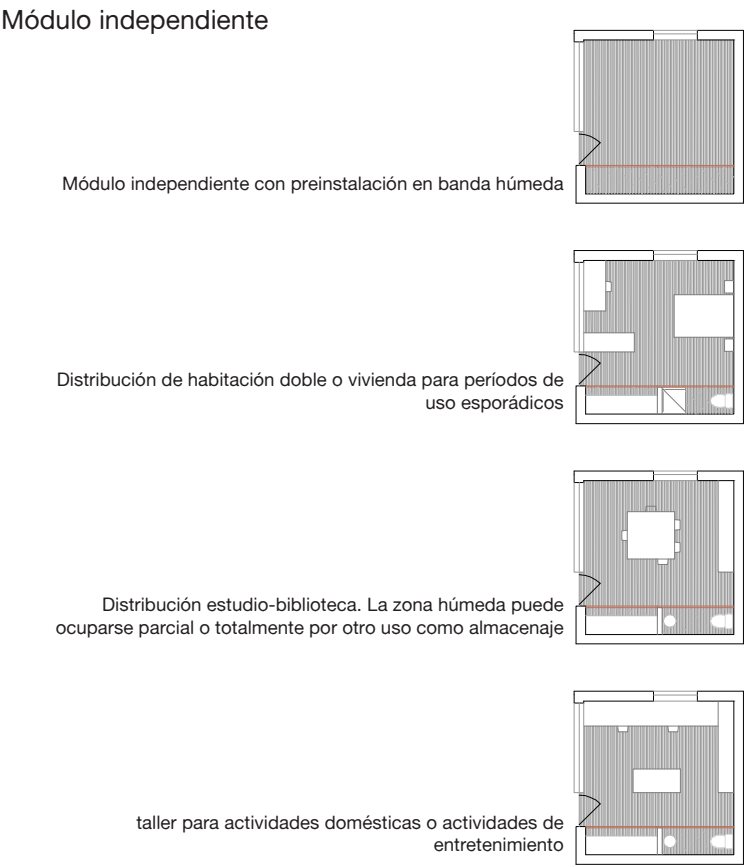 Módulo independiente
Módulo independiente con preinstalación en banda húmeda
Distribución de habitación doble o vivienda para períodos de
uso esporádicos
Distribución estudio-biblioteca. La zona húmeda puede
ocuparse parcial o totalmente por otro uso como almacenaje
taller para actividades domésticas o actividades de
entretenimiento